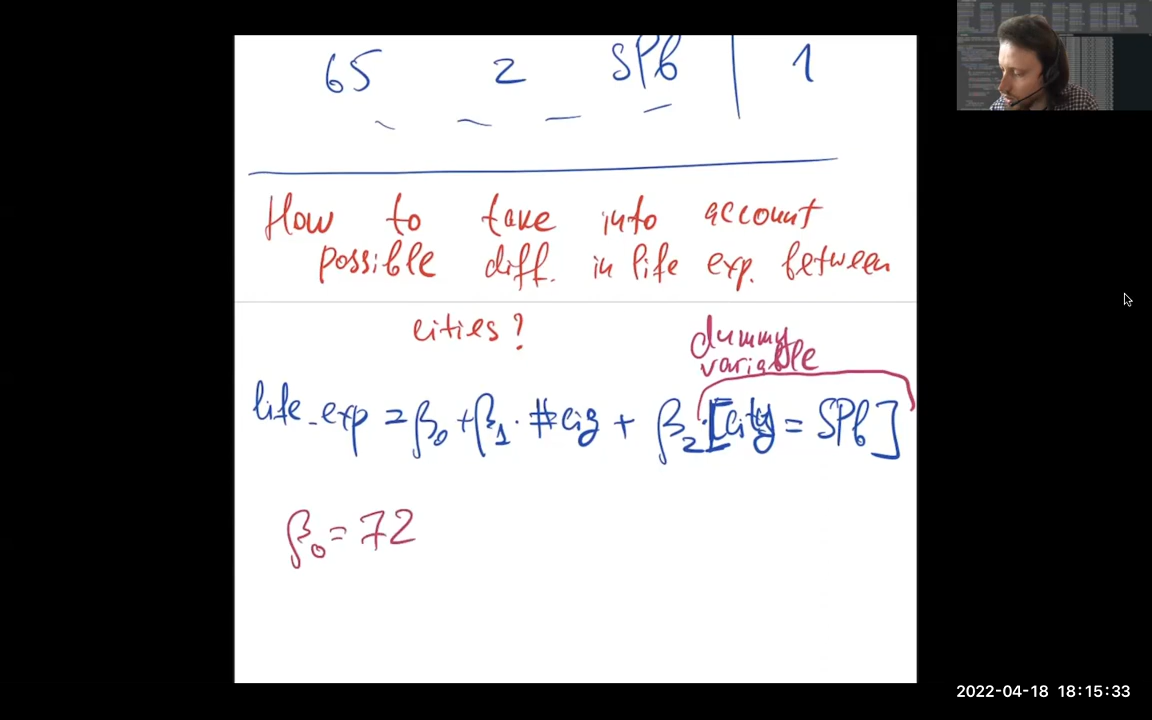 65 2 SPb 1
How to take into account
possible diff. in life exp. between
cities?
dummy
variable
life_exp = β₀ + β₁ · #cig + β₂ · [city = SPb]
β₀ = 72
2022-04-18 18:15:33